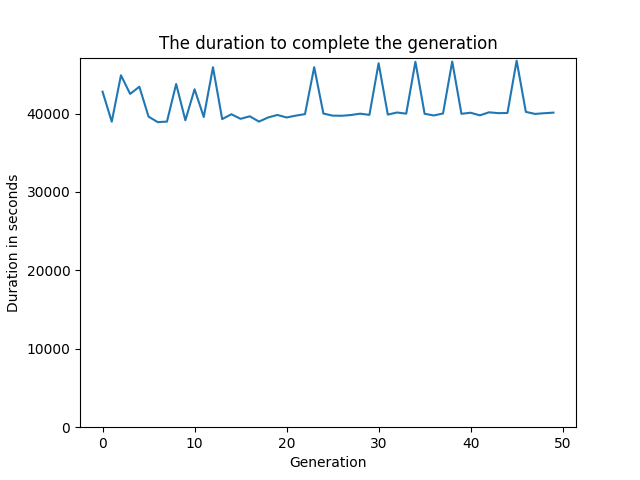 The duration to complete the generation
Duration in seconds
40000
30000
20000
10000
0
0 10 20 30 40 50
Generation